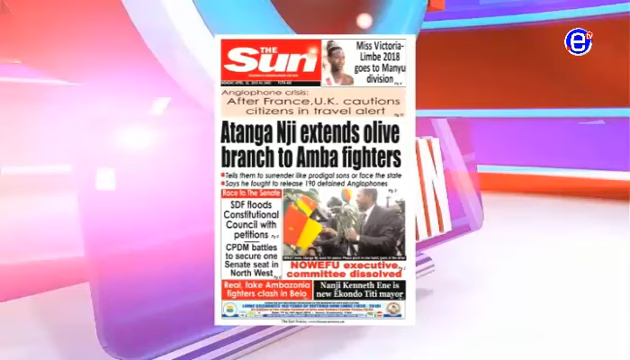 THE
Sun
Miss Victoria-
Limbe 2018
goes to Manyu
division
Anglophone crisis:
After France, U.K. cautions
citizens in travel alert
Atanga Nji extends olive
branch to Amba fighters
Tells them to surrender like prodigal sons or face the state
Says he fought to release 190 detained Anglophones
Race To The Senate
SDF floods
Constitutional
Council with
petitions
CPDM battles
to secure one
Senate seat in
North West
NOWEFU executive,
committee dissolved
Real, fake Ambazonia
fighters clash in Belo
Nanji Kenneth Ene is
new Ekondo Titi mayor
e tv
N